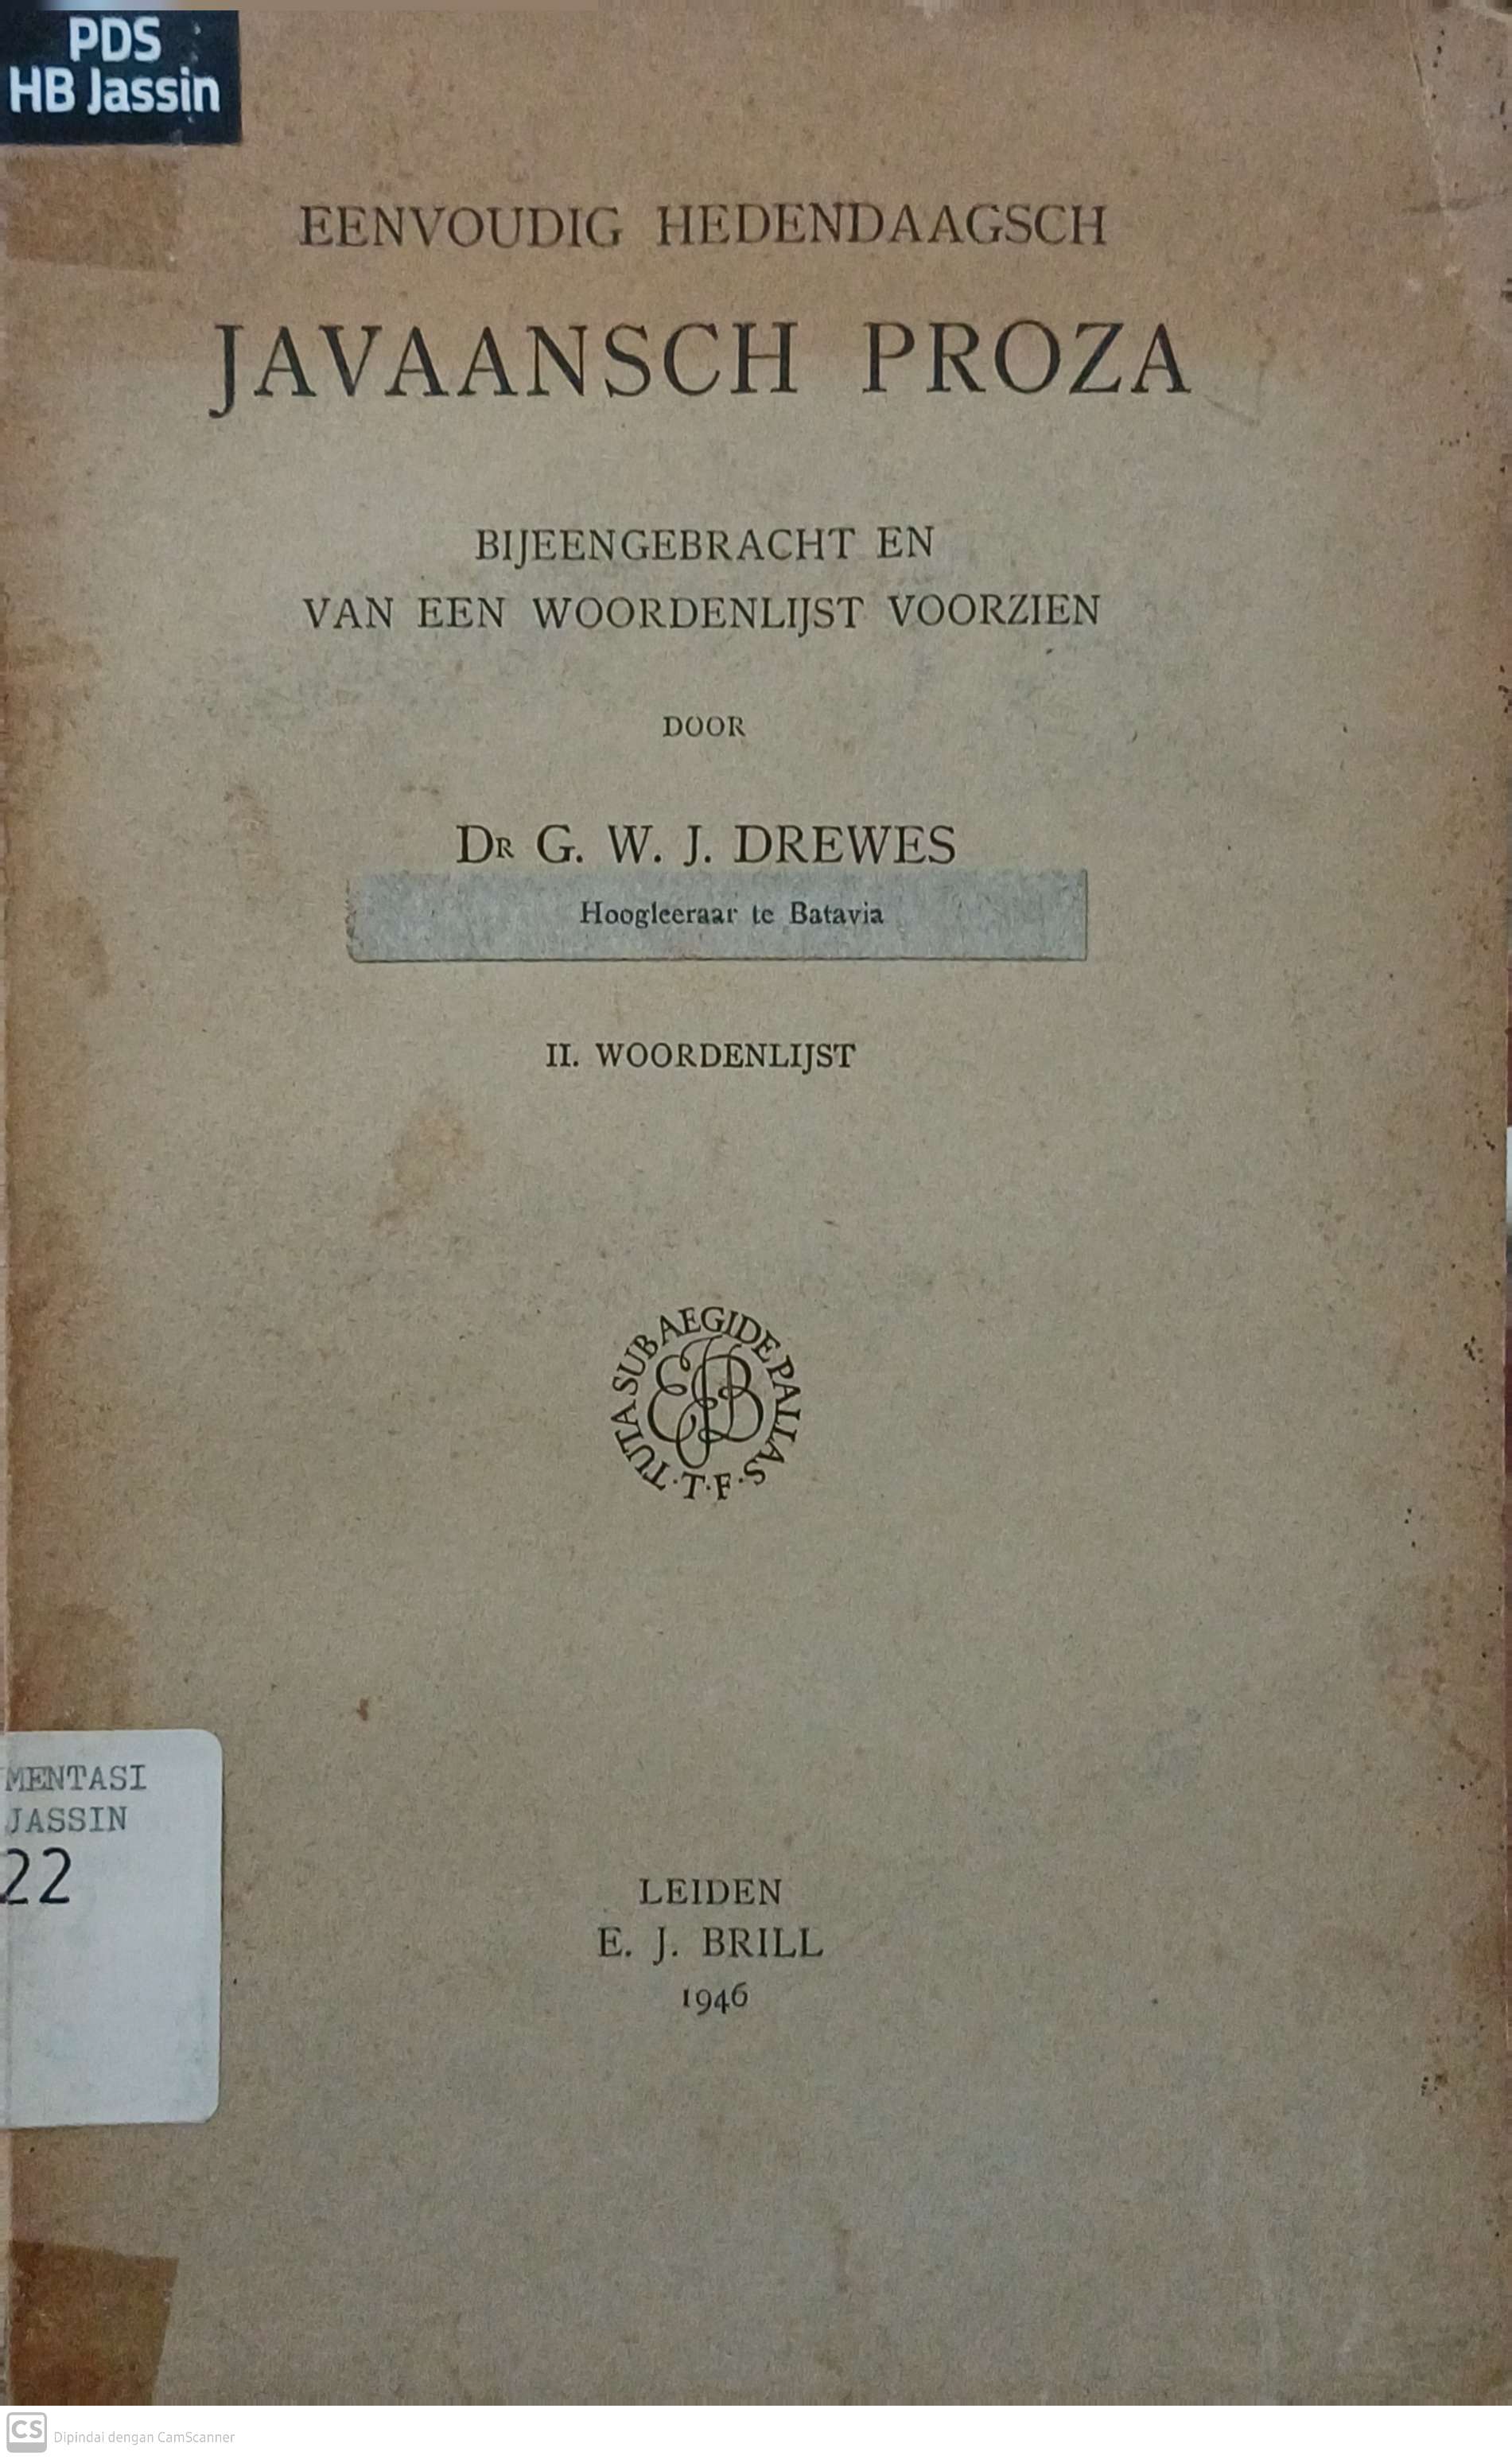 PDS
HB Jassin
EENVOUDIG HEDENDAAGSCH
JAVAANSCH PROZA
BIJEENGEBRACHT EN
VAN EEN WOORDENLIJST VOORZIEN
DOOR
DR G. W. J. DREWES
Hoogleeraar te Batavia
II. WOORDENLIJST
TUTA SUB AEGIDE PALLAS
EJB
·T·F·
MENTASI
JASSIN
22
LEIDEN
E. J. BRILL
1946
CS
Dipindai dengan CamScanner